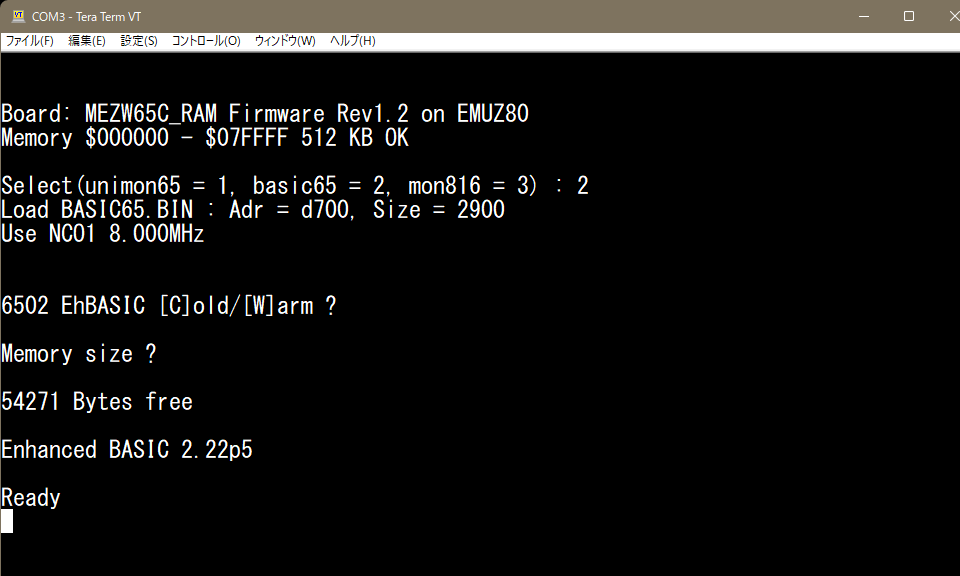 COM3 - Tera Term VT
ファイル(F) 編集(E) 設定(S) コントロール(O) ウィンドウ(W) ヘルプ(H)
Board: MEZW65C_RAM Firmware Rev1.2 on EMUZ80
Memory $000000 - $07FFFF 512 KB OK
Select(unimon65 = 1, basic65 = 2, mon816 = 3) : 2
Load BASIC65.BIN : Adr = d700, Size = 2900
Use NCO1 8.000MHz
6502 EhBASIC [C]old/[W]arm ?
Memory size ?
54271 Bytes free
Enhanced BASIC 2.22p5
Ready